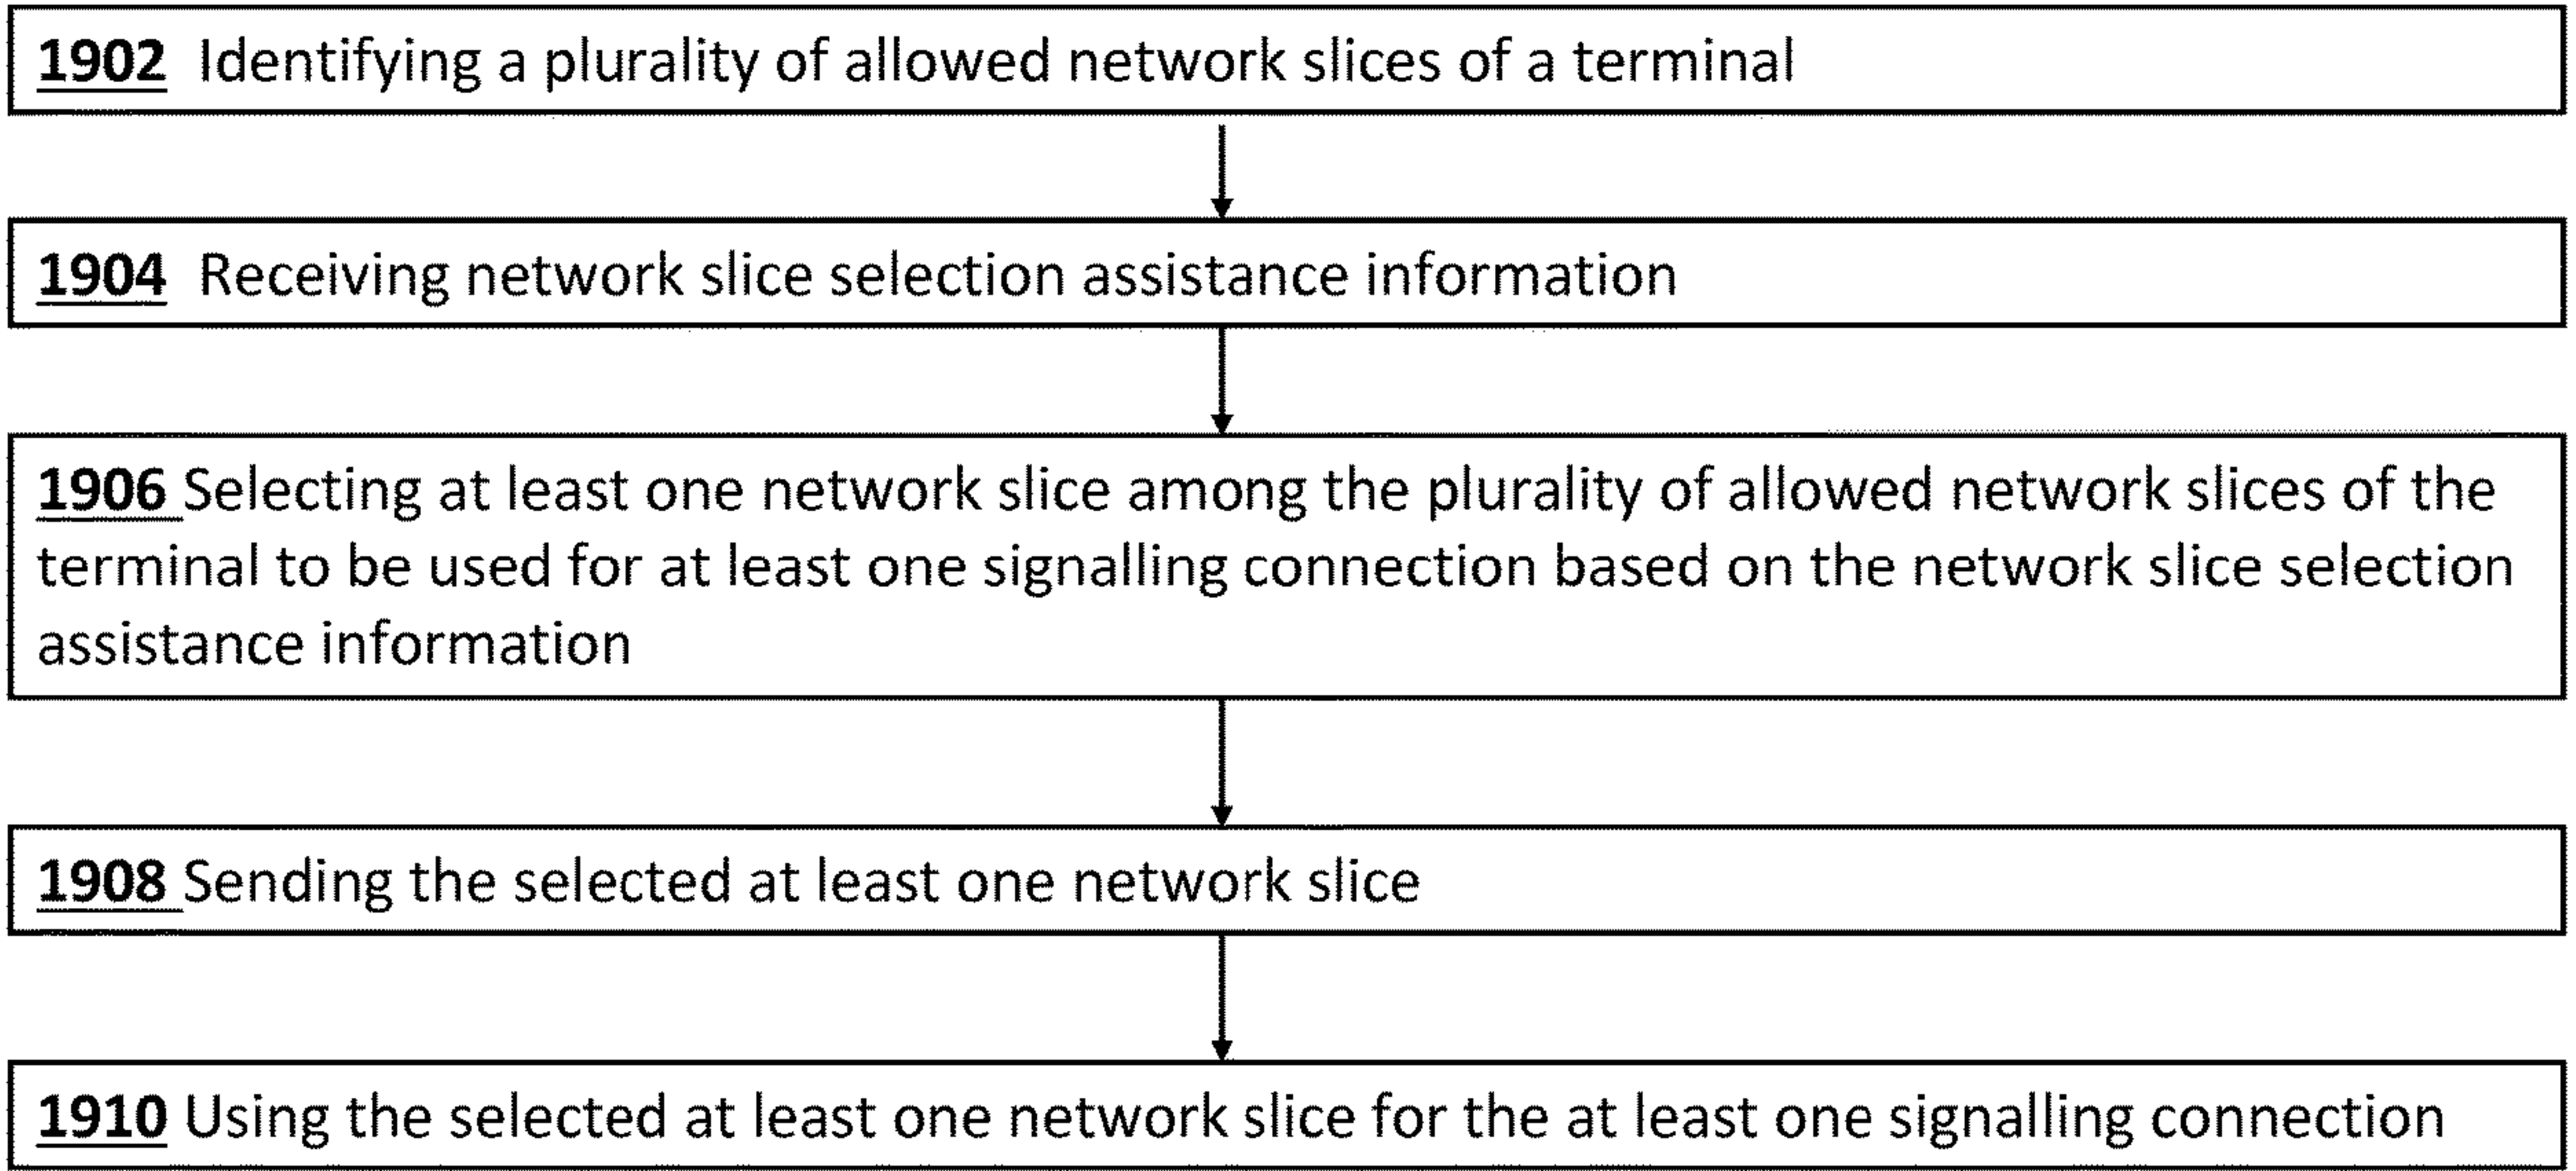 1902 Identifying a plurality of allowed network slices of a terminal
1904 Receiving network slice selection assistance information
1906 Selecting at least one network slice among the plurality of allowed network slices of the
terminal to be used for at least one signalling connection based on the network slice selection
assistance information
1908 Sending the selected at least one network slice
1910 Using the selected at least one network slice for the at least one signalling connection